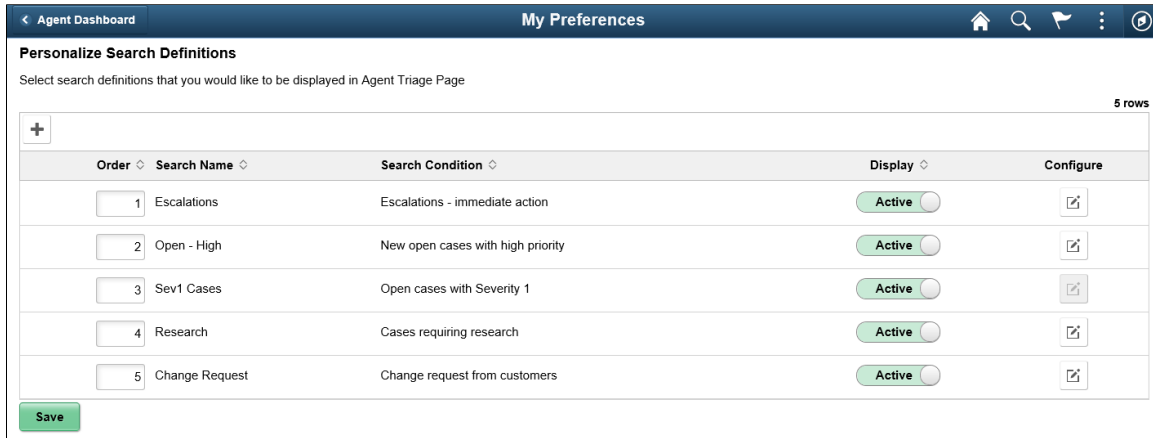 Agent Dashboard My Preferences
Personalize Search Definitions
Select search definitions that you would like to be displayed in Agent Triage Page
5 rows
Order Search Name Search Condition Display Configure
1 Escalations Escalations - immediate action Active
2 Open - High New open cases with high priority Active
3 Sev1 Cases Open cases with Severity 1 Active
4 Research Cases requiring research Active
5 Change Request Change request from customers Active
Save